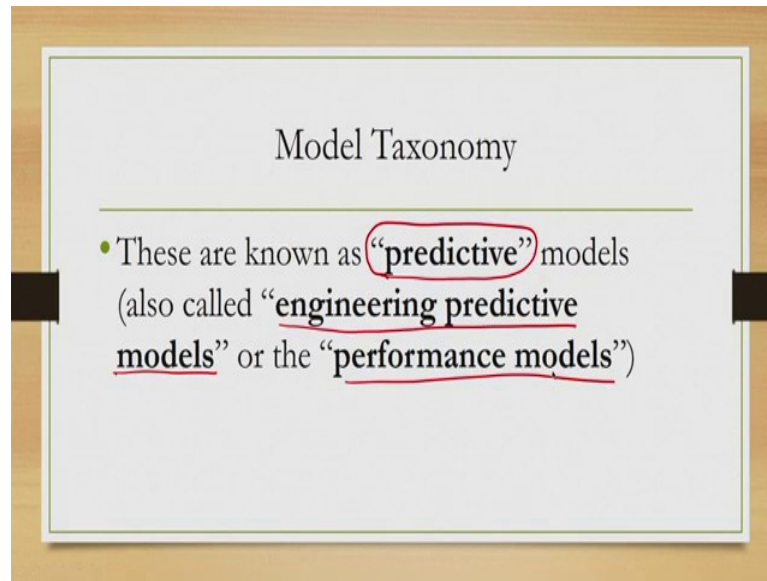 Model Taxonomy
• These are known as “predictive” models
(also called “engineering predictive
models” or the “performance models”)